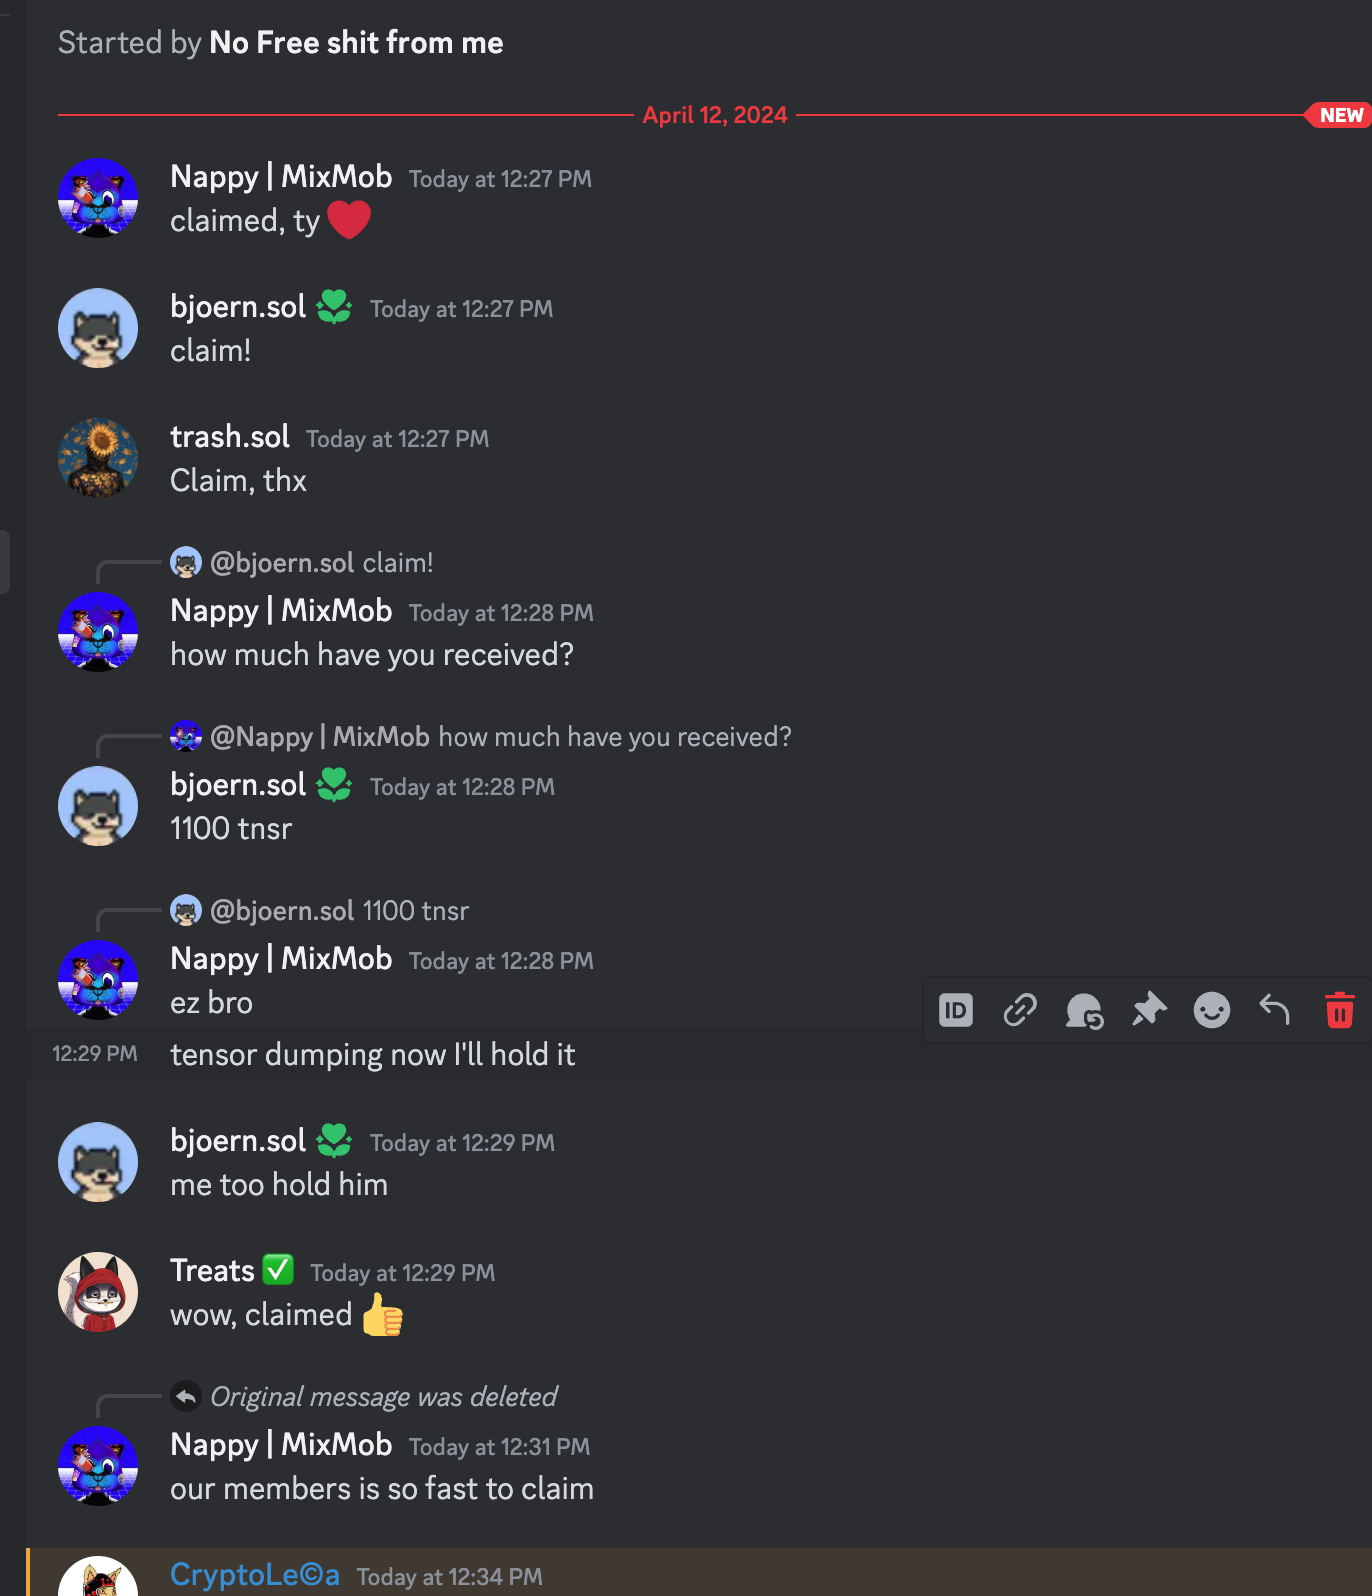 Started by No Free shit from me
April 12, 2024
NEW
Nappy | MixMob Today at 12:27 PM
claimed, ty ❤️
bjoern.sol Today at 12:27 PM
claim!
trash.sol Today at 12:27 PM
Claim, thx
@bjoern.sol claim!
Nappy | MixMob Today at 12:28 PM
how much have you received?
@Nappy | MixMob how much have you received?
bjoern.sol Today at 12:28 PM
1100 tnsr
@bjoern.sol 1100 tnsr
Nappy | MixMob Today at 12:28 PM
ez bro
ID
12:29 PM tensor dumping now I'll hold it
bjoern.sol Today at 12:29 PM
me too hold him
Treats ✅ Today at 12:29 PM
wow, claimed 👍
Original message was deleted
Nappy | MixMob Today at 12:31 PM
our members is so fast to claim
CryptoLe©a Today at 12:34 PM